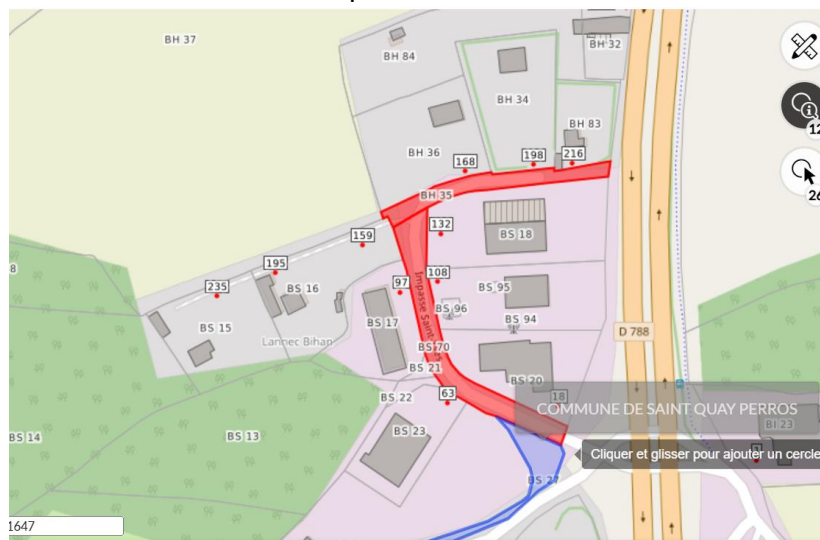 BH 37
BH 84
BH 32
BH 34
BH 83
12
BH 36
168
198
216
26
BH 35
132
159
BS 18
8
195
108
235
97
BS 95
BS 16
BS 96
BS 94
BS 15
BS 17
Impasse Saint-
D 788
Lannec Bihan
BS 70
BS 21
BS 20
BS 22
63
18
COMMUNE DE SAINT QUAY PERROS
BI 23
BS 14
BS 13
BS 23
Cliquer et glisser pour ajouter un cercle
BS 27
1647